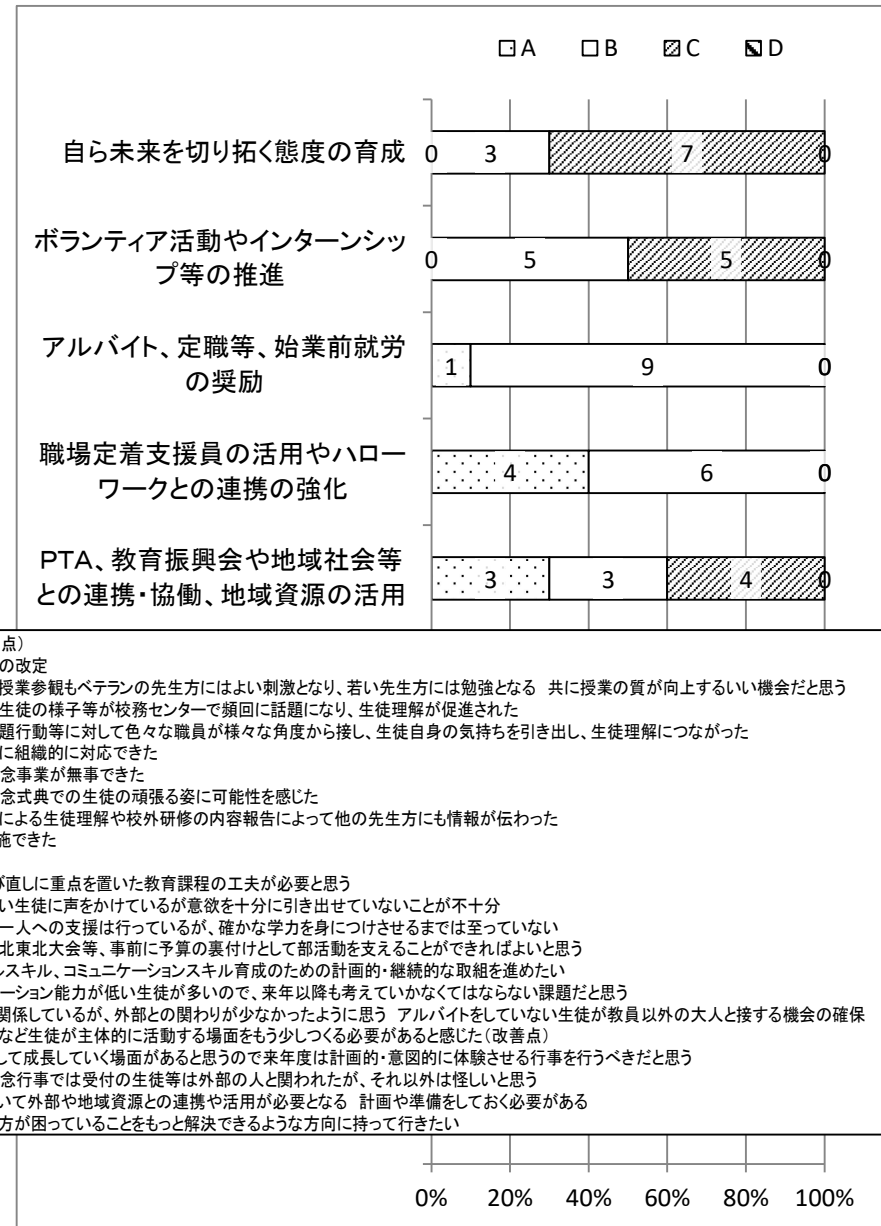 A B C D
自ら未来を切り拓く態度の育成
0 3 7 0
ボランティア活動やインターンシッ
プ等の推進
0 5 5 0
アルバイト、定職等、始業前就労
の奨励
1 9 0
職場定着支援員の活用やハロー
ワークとの連携の強化
4 6 0
PTA、教育振興会や地域社会等
との連携・協働、地域資源の活用
3 3 4 0
点）
の改定
授業参観もベテランの先生方にはよい刺激となり、若い先生方には勉強となる 共に授業の質が向上するいい機会だと思う
生徒の様子等が校務センターで頻回に話題になり、生徒理解が促進された
題行動等に対して色々な職員が様々な角度から接し、生徒自身の気持ちを引き出し、生徒理解につながった
に組織的に対応できた
念事業が無事できた
念式典での生徒の頑張る姿に可能性を感じた
による生徒理解や校外研修の内容報告によって他の先生方にも情報が伝わった
施できた
び直しに重点を置いた教育課程の工夫が必要と思う
い生徒に声をかけているが意欲を十分に引き出せていないことが不十分
一人への支援は行っているが、確かな学力を身につけさせるまでは至っていない
北東北大会等、事前に予算の裏付けとして部活動を支えることができればよいと思う
ルスキル、コミュニケーションスキル育成のための計画的・継続的な取組を進めたい
ーション能力が低い生徒が多いので、来年以降も考えていかなくてはならない課題だと思う
関係しているが、外部との関わりが少なかったように思う アルバイトをしていない生徒が教員以外の大人と接する機会の確保
など生徒が主体的に活動する場面をもう少しつくる必要があると感じた（改善点）
して成長していく場面があると思うので来年度は計画的・意図的に体験させる行事を行うべきだと思う
念行事では受付の生徒等は外部の人と関われたが、それ以外は怪しいと思う
いて外部や地域資源との連携や活用が必要となる 計画や準備をしておく必要がある
方が困っていることをもっと解決できるような方向に持って行きたい
0% 20% 40% 60% 80% 100%